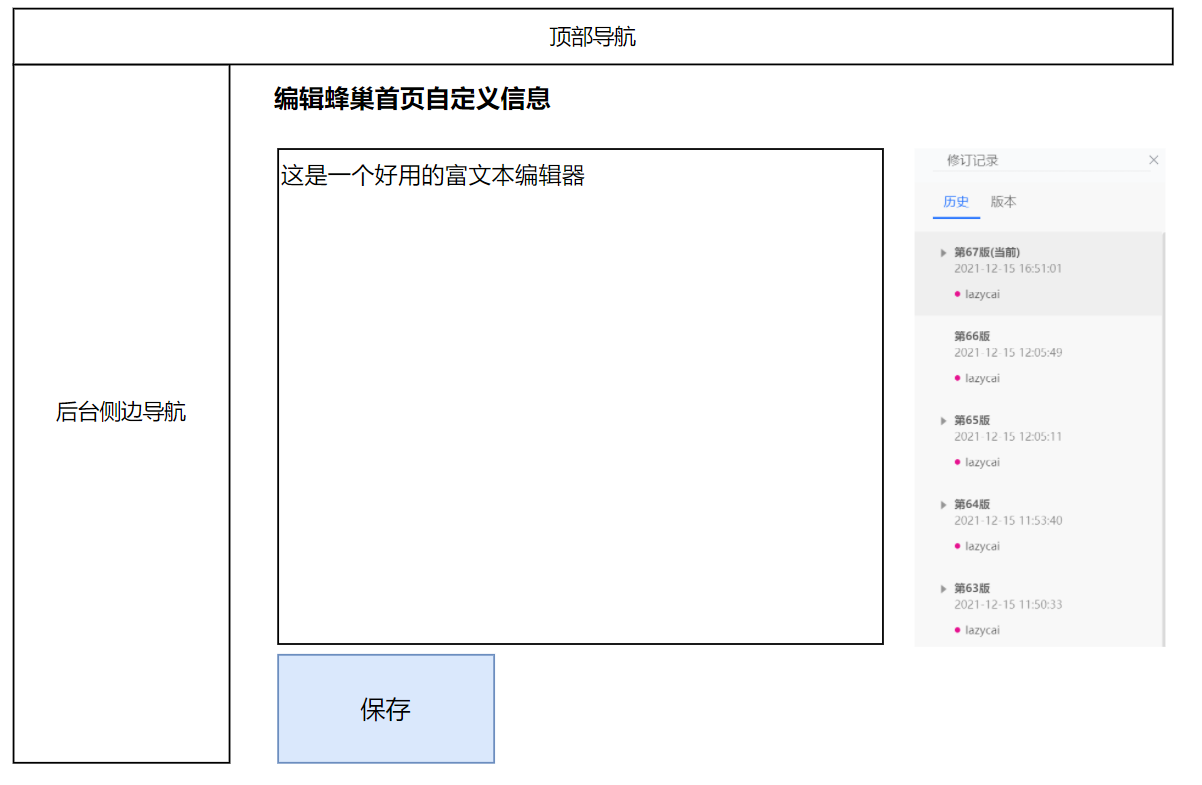 顶部导航
后台侧边导航
编辑蜂巢首页自定义信息
这是一个好用的富文本编辑器
保存
修订记录
历史 版本
第67版(当前)
2021-12-15 16:51:01
lazycai
第66版
2021-12-15 12:05:49
lazycai
第65版
2021-12-15 12:05:11
lazycai
第64版
2021-12-15 11:53:40
lazycai
第63版
2021-12-15 11:50:33
lazycai